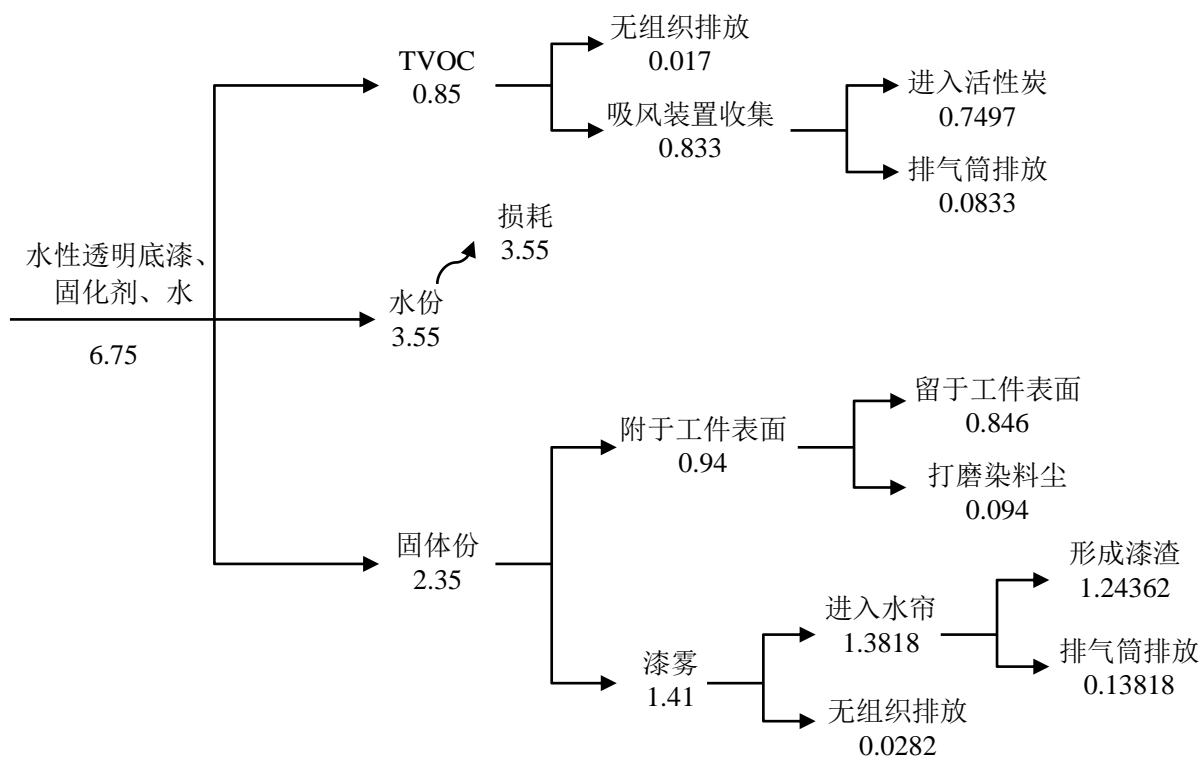 无组织排放
0.017
TVOC
0.85
吸风装置收集
0.833
进入活性炭
0.7497
排气筒排放
0.0833
损耗
3.55
水性透明底漆、
固化剂、水
6.75
水份
3.55
留于工件表面
0.846
附于工件表面
0.94
打磨染料尘
0.094
固体份
2.35
形成漆渣
1.24362
进入水帘
1.3818
排气筒排放
0.13818
漆雾
1.41
无组织排放
0.0282